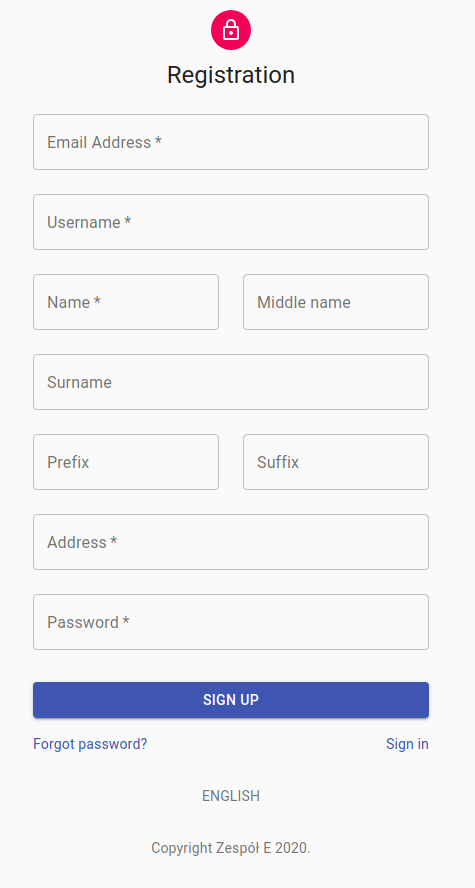 Registration
Email Address *
Username *
Name * Middle name
Surname
Prefix Suffix
Address *
Password *
SIGN UP
Forgot password? Sign in
ENGLISH
Copyright Zespół E 2020.